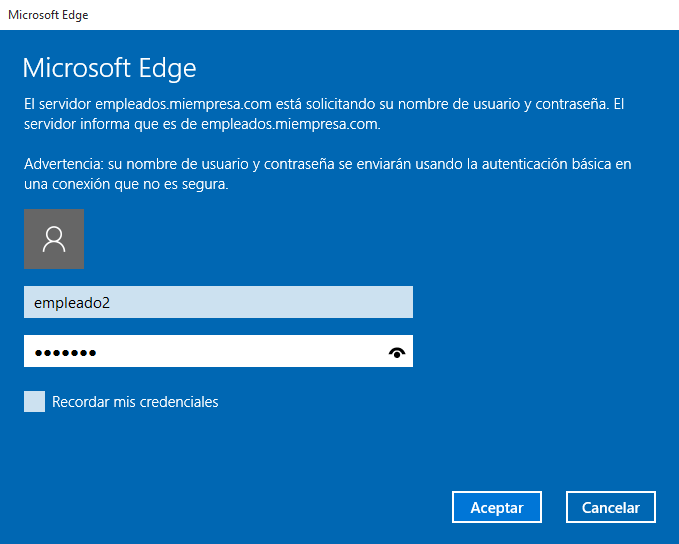 Microsoft Edge
Microsoft Edge
El servidor empleados.miempresa.com está solicitando su nombre de usuario y contraseña. El
servidor informa que es de empleados.miempresa.com.
Advertencia: su nombre de usuario y contraseña se enviarán usando la autenticación básica en
una conexión que no es segura.
empleado2
•••••••
Recordar mis credenciales
Aceptar
Cancelar